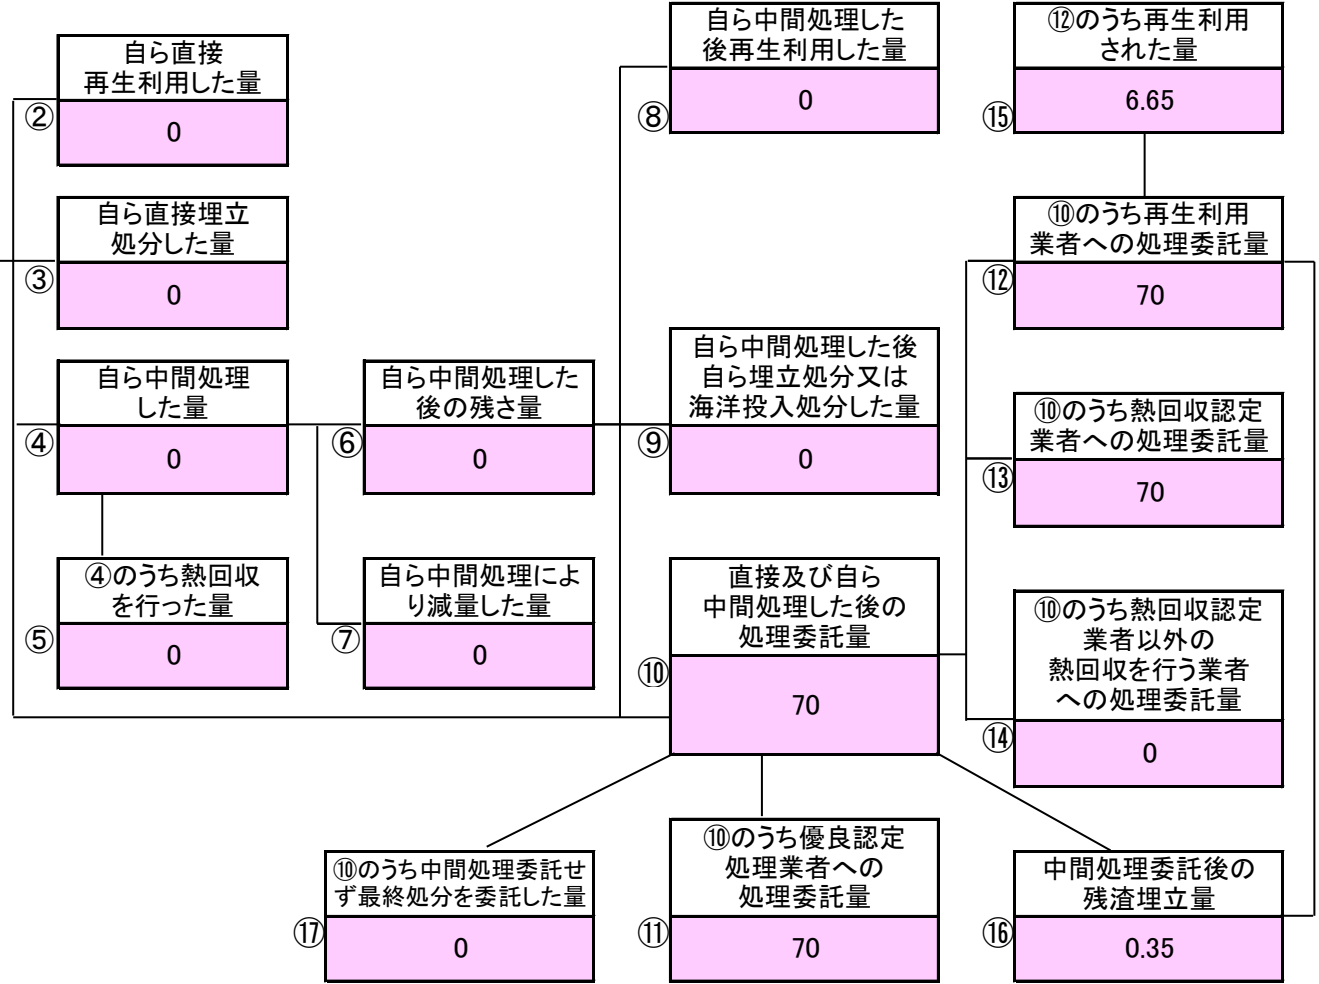 自ら直接
再生利用した量
②
0
自ら直接埋立
処分した量
③
0
自ら中間処理
した量
④
0
④のうち熱回収
を行った量
⑤
0
自ら中間処理した
後の残さ量
⑥
0
自ら中間処理によ
り減量した量
⑦
0
自ら中間処理した
後再生利用した量
⑧
0
自ら中間処理した後
自ら埋立処分又は
海洋投入処分した量
⑨
0
直接及び自ら
中間処理した後の
処理委託量
⑩
70
⑩のうち優良認定
処理業者への
処理委託量
⑪
70
⑫のうち再生利用
された量
⑮
6.65
⑩のうち再生利用
業者への処理委託量
⑫
70
⑩のうち熱回収認定
業者への処理委託量
⑬
70
⑩のうち熱回収認定
業者以外の
熱回収を行う業者
への処理委託量
⑭
0
中間処理委託後の
残渣埋立量
⑯
0.35
⑩のうち中間処理委託せ
ず最終処分を委託した量
⑰
0